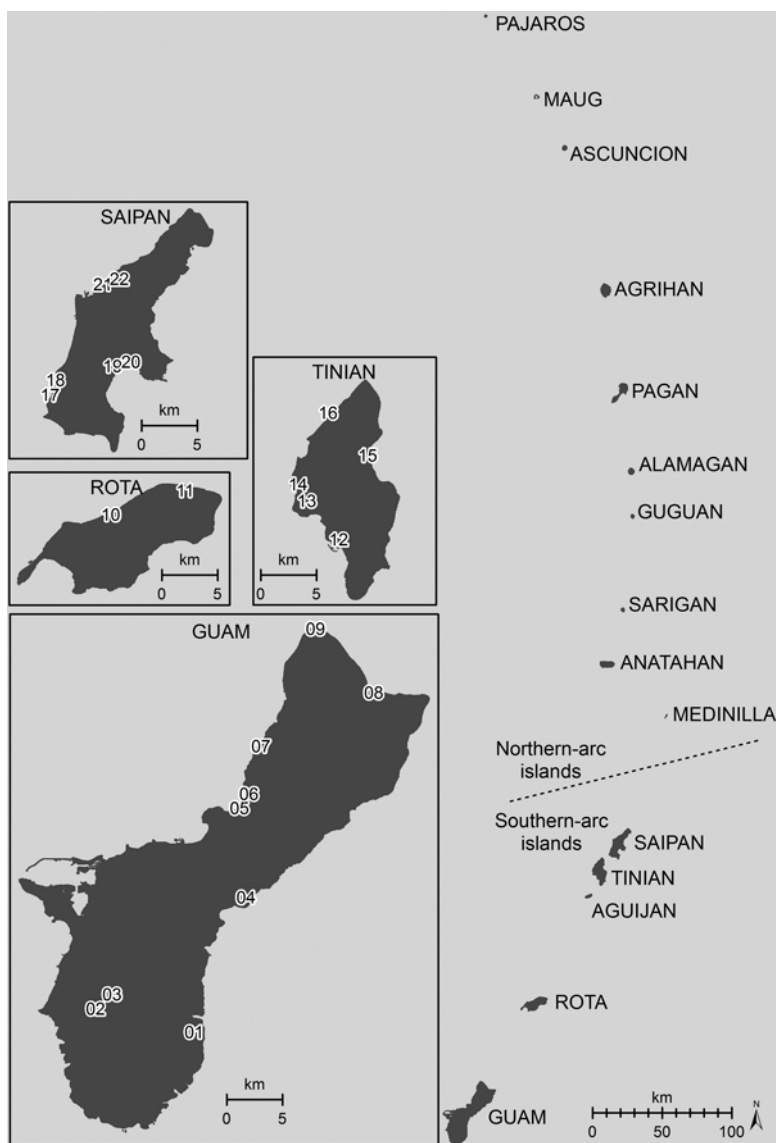 PAJAROS
MAUG
ASCUNCION
AGRIHAN
PAGAN
ALAMAGAN
GUGUAN
SARIGAN
ANATAHAN
MEDINILLA
Northern-arc
islands
Southern-arc
islands
SAIPAN
TINIAN
AGUIJAN
ROTA
GUAM
km
0 50 100
N
SAIPAN
22
21
20
19
18
17
km
0 5
TINIAN
16
15
14
13
12
km
0 5
ROTA
11
10
km
0 5
GUAM
09
08
07
06
05
04
03
02
01
km
0 5